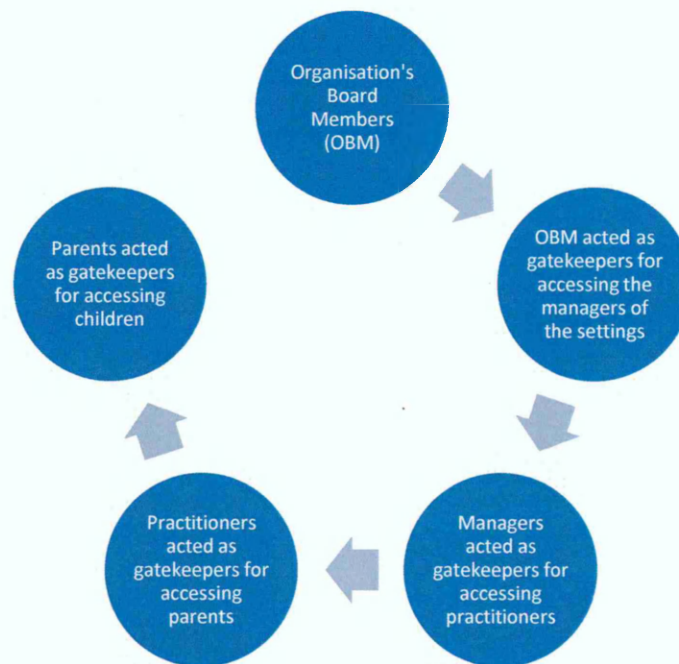 Organisation's
Board
Members
(OBM)
OBM acted as
gatekeepers for
accessing the
managers of
the settings
Managers
acted as
gatekeepers for
accessing
practitioners
Practitioners
acted as
gatekeepers for
accessing
parents
Parents acted
as gatekeepers
for accessing
children